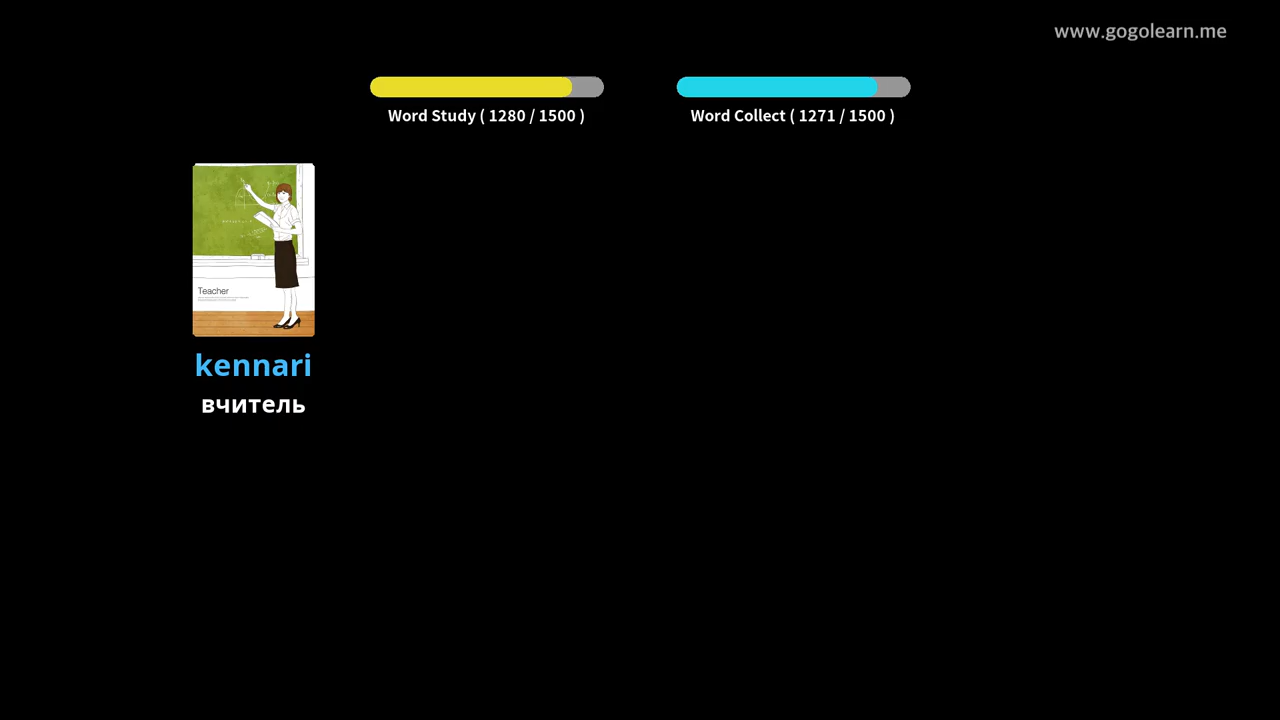 www.gogolearn.me
Word Study ( 1280 / 1500 )
Word Collect ( 1271 / 1500 )
Teacher
kennari
вчитель